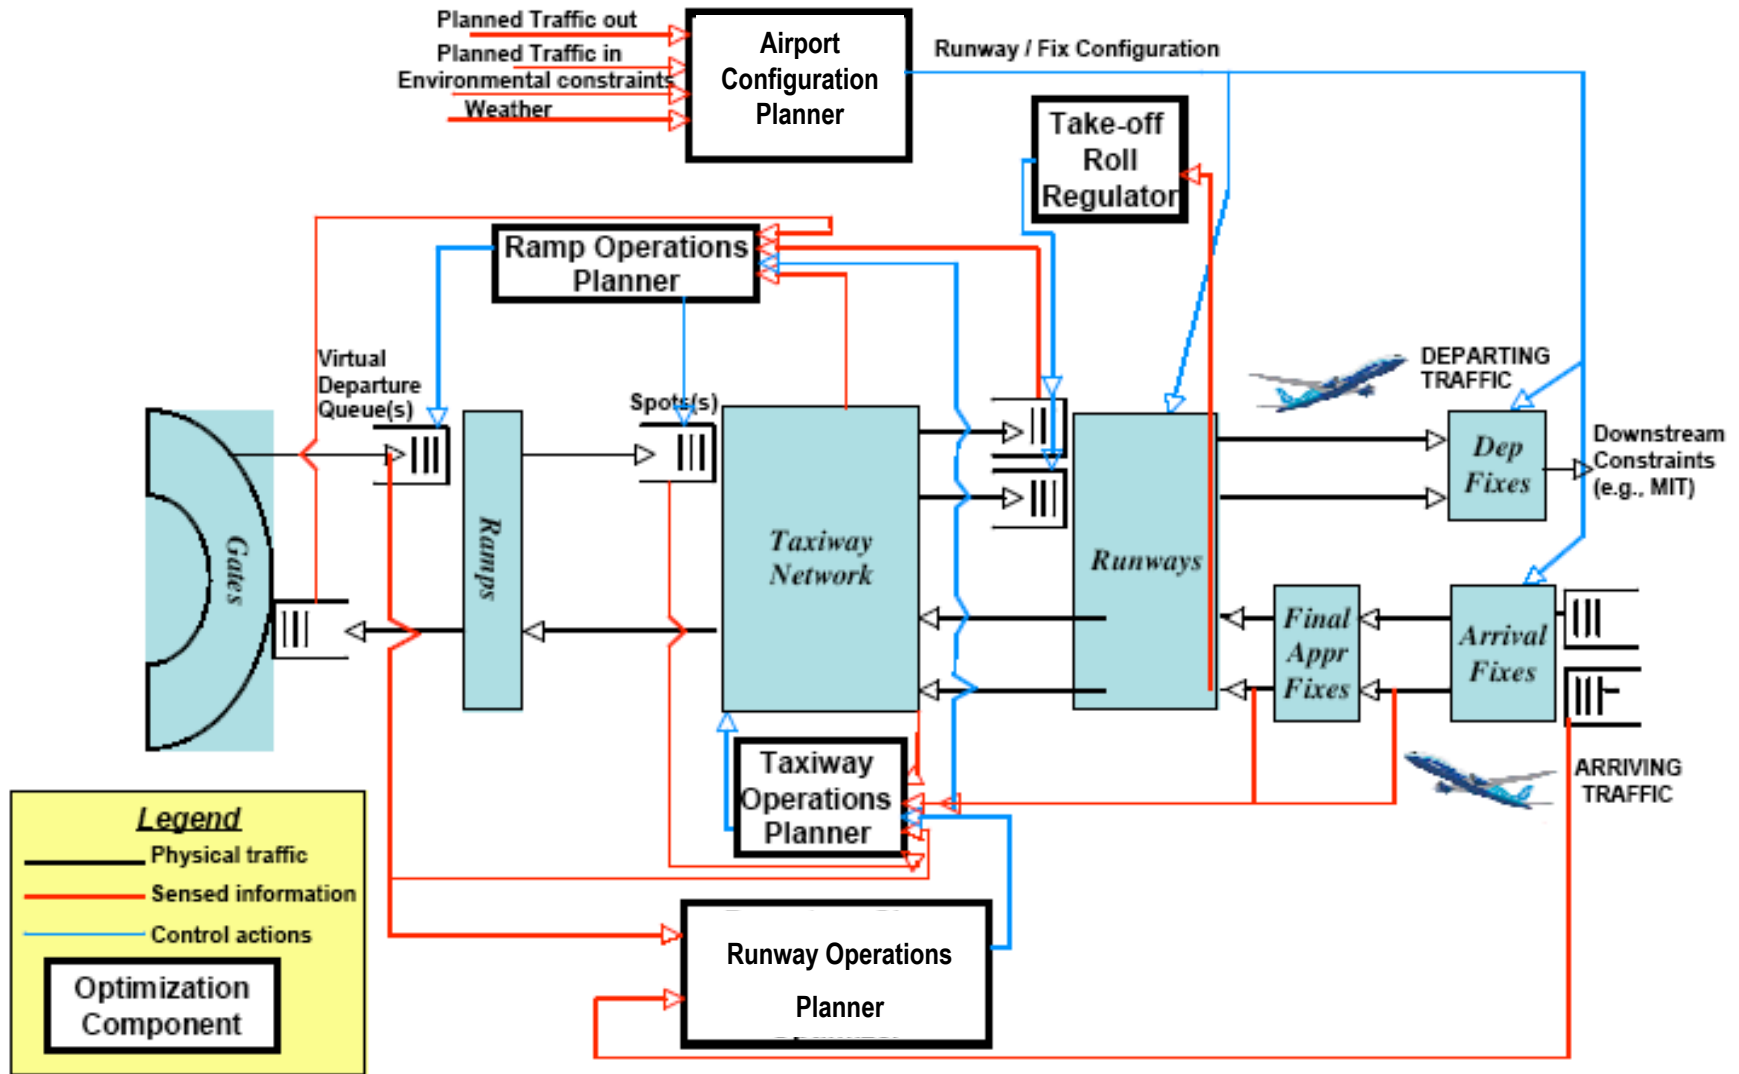 Planned Traffic out
Planned Traffic in
Environmental constraints
Weather
Airport
Configuration
Planner
Runway / Fix Configuration
Take-off
Roll
Regulator
Ramp Operations
Planner
Virtual
Departure
Queue(s)
Spots(s)
DEPARTING
TRAFFIC
Gates
Ramps
Taxiway
Network
Runways
Dep
Fixes
Downstream
Constraints
(e.g., MIT)
Final
Appr
Fixes
Arrival
Fixes
ARRIVING
TRAFFIC
Taxiway
Operations
Planner
Runway Operations
Planner
Legend
Physical traffic
Sensed information
Control actions
Optimization
Component